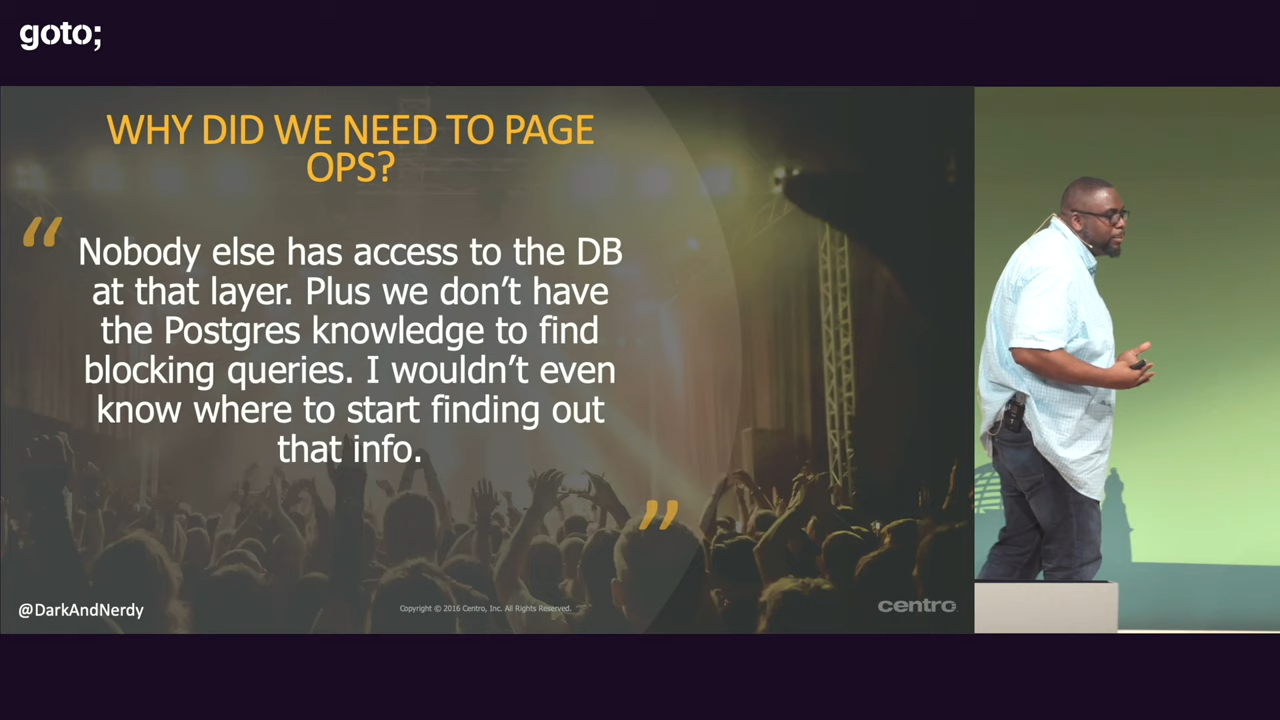 goto;
WHY DID WE NEED TO PAGE
OPS?
“
Nobody else has access to the DB
at that layer. Plus we don’t have
the Postgres knowledge to find
blocking queries. I wouldn’t even
know where to start finding out
that info.
”
@DarkAndNerdy
Copyright © 2016 Centro, Inc. All Rights Reserved.
centro